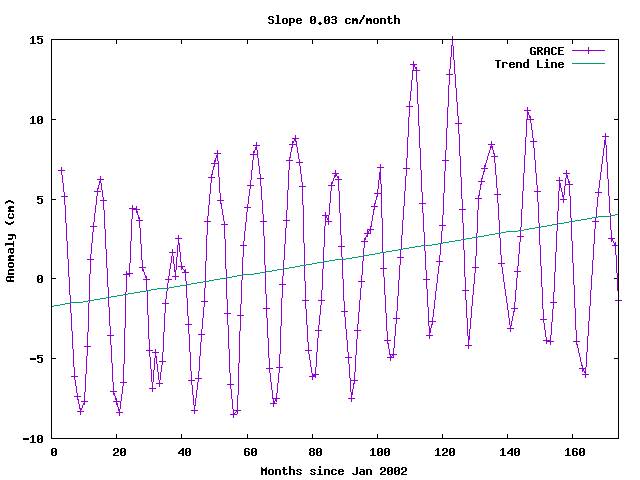 Slope 0.03 cm/month
GRACE
Trend Line
Anomaly (cm)
15
10
5
0
-5
-10
0 20 40 60 80 100 120 140 160
Months since Jan 2002